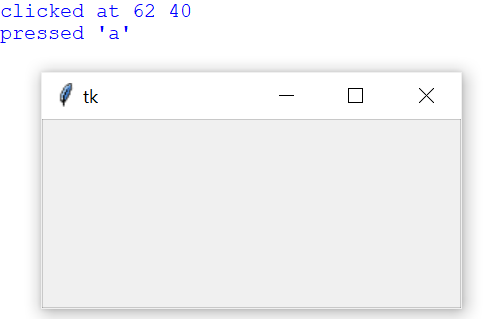 clicked at 62 40
pressed 'a'
tk